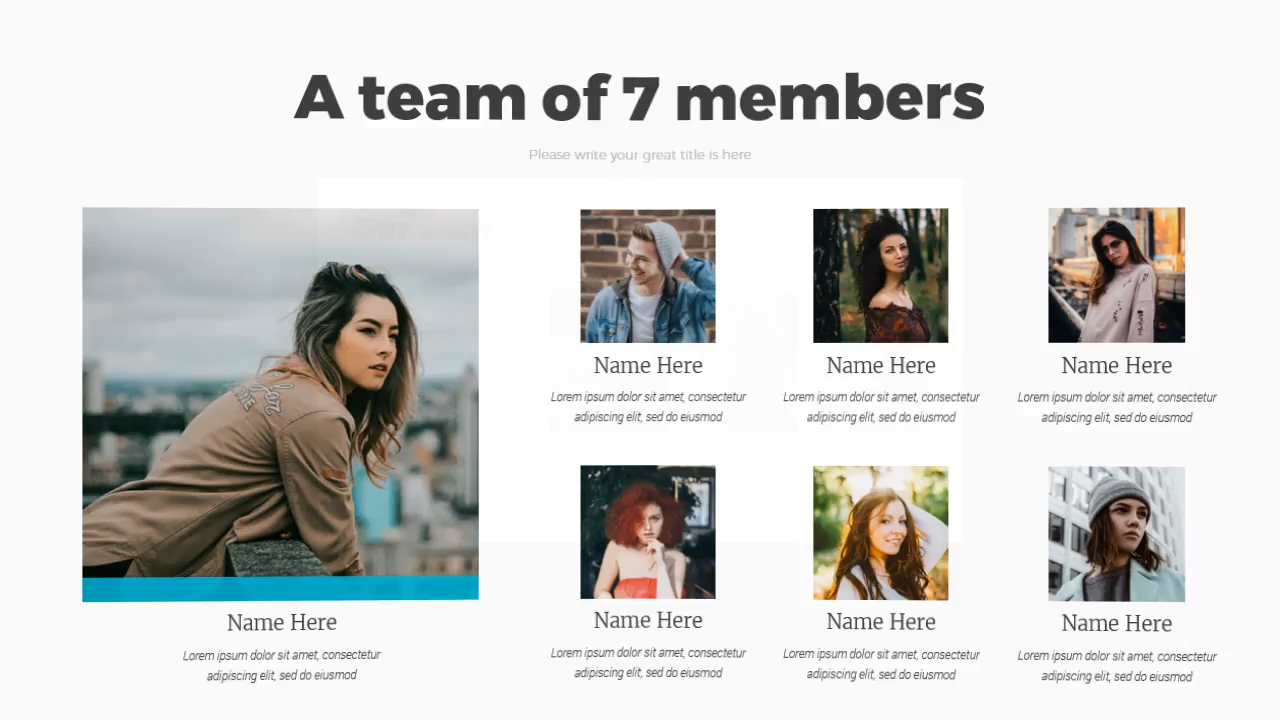 A team of 7 members
Please write your great title is here
Name Here
Lorem ipsum dolor sit amet, consectetur
adipiscing elit, sed do eiusmod
Name Here
Lorem ipsum dolor sit amet, consectetur
adipiscing elit, sed do eiusmod
Name Here
Lorem ipsum dolor sit amet, consectetur
adipiscing elit, sed do eiusmod
Name Here
Lorem ipsum dolor sit amet, consectetur
adipiscing elit, sed do eiusmod
Name Here
Lorem ipsum dolor sit amet, consectetur
adipiscing elit, sed do eiusmod
Name Here
Lorem ipsum dolor sit amet, consectetur
adipiscing elit, sed do eiusmod
Name Here
Lorem ipsum dolor sit amet, consectetur
adipiscing elit, sed do eiusmod